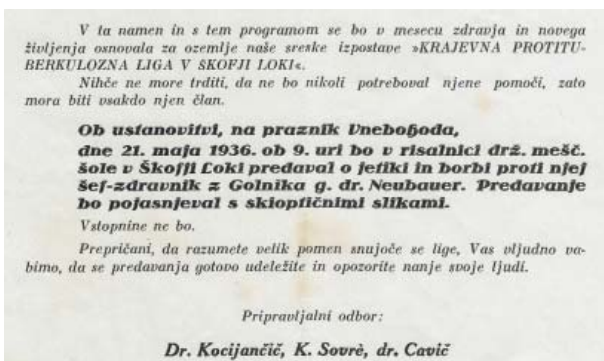 V ta namen in s tem programom se bo v mesecu zdravja in novega
življenja osnovala za ozemlje naše sreske izpostave »KRAJEVNA PROTITU-
BERKULOZNA LIGA V ŠKOFJI LOKI«.
Nihče ne more trditi, da ne bo nikoli potreboval njene pomoči, zato
mora biti vsakdo njen član.
Ob ustanovitvi, na praznik Vnebohoda,
dne 21. maja 1936. ob 9. uri bo v risalnici drž. mešč.
šole v Škofji Loki predaval o jetiki in borbi proti njej
šef-zdravnik z Golnika g. dr. Neubauer. Predavanje
bo pojasnjeval s skioptičnimi slikami.
Vstopnine ne bo.
Prepričani, da razumete velik pomen snujoče se lige, Vas vljudno va-
bimo, da se predavanja gotovo udeležite in opozorite nanje svoje ljudi.
Pripravljalni odbor:
Dr. Kocijančič, K. Sovrè, dr. Cavič